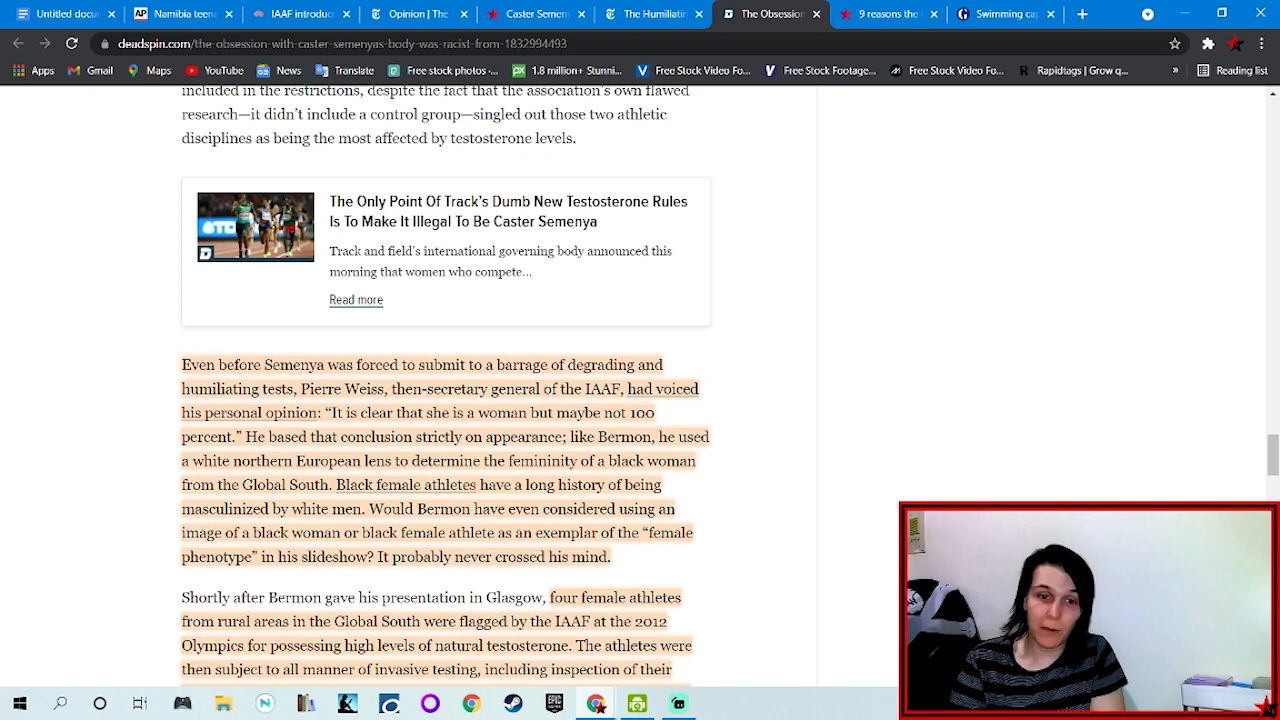 Untitled docu
Namibia teena
IAAF introduc
Opinion | The
Caster Semeny
The Humiliatin
The Obsession
9 reasons the
Swimming cap
deadspin.com/the-obsession-with-caster-semenyas-body-was-racist-from-1832994493
Apps
Gmail
Maps
YouTube
News
Translate
Free stock photos -...
1.8 million+ Stunni...
Free Stock Video Fo...
Free Stock Footage...
Free Stock Video Fo...
Rapidtags | Grow q...
»
Reading list
included in the restrictions, despite the fact that the association's own flawed
research—it didn't include a control group—singled out those two athletic
disciplines as being the most affected by testosterone levels.
The Only Point Of Track's Dumb New Testosterone Rules
Is To Make It Illegal To Be Caster Semenya
Track and field's international governing body announced this
morning that women who compete...
Read more
Even before Semenya was forced to submit to a barrage of degrading and
humiliating tests, Pierre Weiss, then-secretary general of the IAAF, had voiced
his personal opinion: “It is clear that she is a woman but maybe not 100
percent.” He based that conclusion strictly on appearance; like Bermon, he used
a white northern European lens to determine the femininity of a black woman
from the Global South. Black female athletes have a long history of being
masculinized by white men. Would Bermon have even considered using an
image of a black woman or black female athlete as an exemplar of the “female
phenotype” in his slideshow? It probably never crossed his mind.
Shortly after Bermon gave his presentation in Glasgow, four female athletes
from rural areas in the Global South were flagged by the IAAF at the 2012
Olympics for possessing high levels of natural testosterone. The athletes were
then subject to all manner of invasive testing, including inspection of their